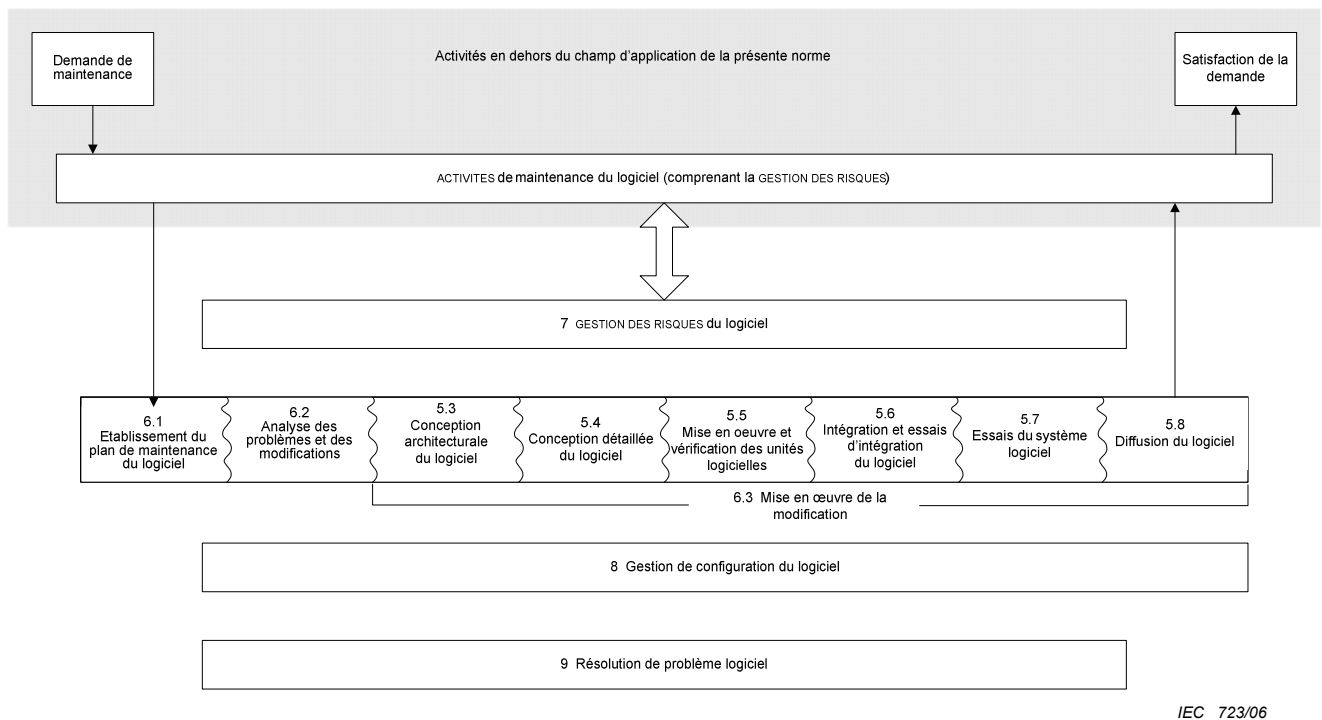 Demande de
maintenance
Activités en dehors du champ d'application de la présente norme
Satisfaction de la
demande
ACTIVITES de maintenance du logiciel (comprenant la GESTION DES RISQUES)
7 GESTION DES RISQUES du logiciel
6.1
Etablissement du
plan de maintenance
du logiciel
6.2
Analyse des
problèmes et des
modifications
5.3
Conception
architecturale
du logiciel
5.4
Conception détaillée
du logiciel
5.5
Mise en oeuvre et
vérification des unités
logicielles
5.6
Intégration et essais
d'intégration
du logiciel
5.7
Essais du système
logiciel
5.8
Diffusion du logiciel
6.3 Mise en œuvre de la
modification
8 Gestion de configuration du logiciel
9 Résolution de problème logiciel
IEC 723/06